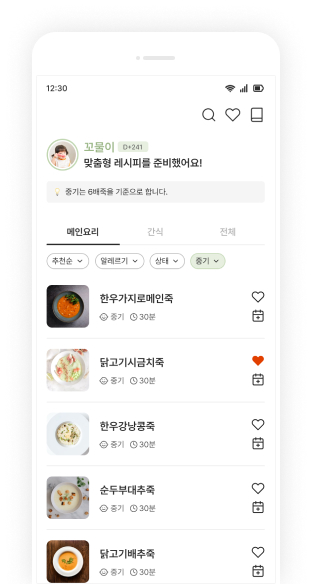 12:30
꼬물이 D+241
맞춤형 레시피를 준비했어요!
중기는 6배죽을 기준으로 합니다.
메인요리 간식 전체
추천순 알레르기 상태 중기
한우가지로메인죽
중기 30분
닭고기시금치죽
중기 30분
한우강낭콩죽
중기 30분
순두부대추죽
중기 30분
닭고기배추죽
중기 30분